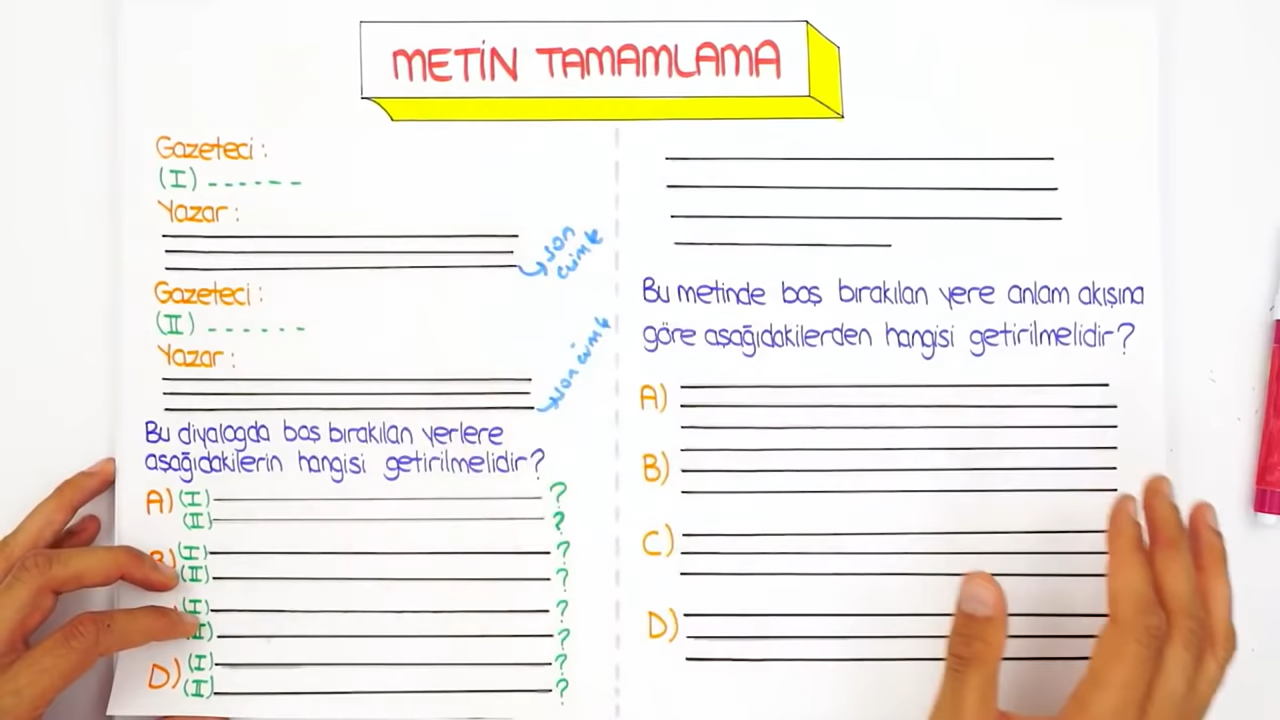 METİN TAMAMLAMA
Gazeteci :
(I) ------
Yazar :
son
cümle
Gazeteci :
(II) ------
Yazar :
son cümle
Bu diyalogda boş bırakılan yerlere
aşağıdakilerin hangisi getirilmelidir?
A) (I) ?
(II) ?
B) (I) ?
(II) ?
(I) ?
(II) ?
D) (I) ?
(II) ?
Bu metinde boş bırakılan yere anlam akışına
göre aşağıdakilerden hangisi getirilmelidir?
A)
B)
C)
D)